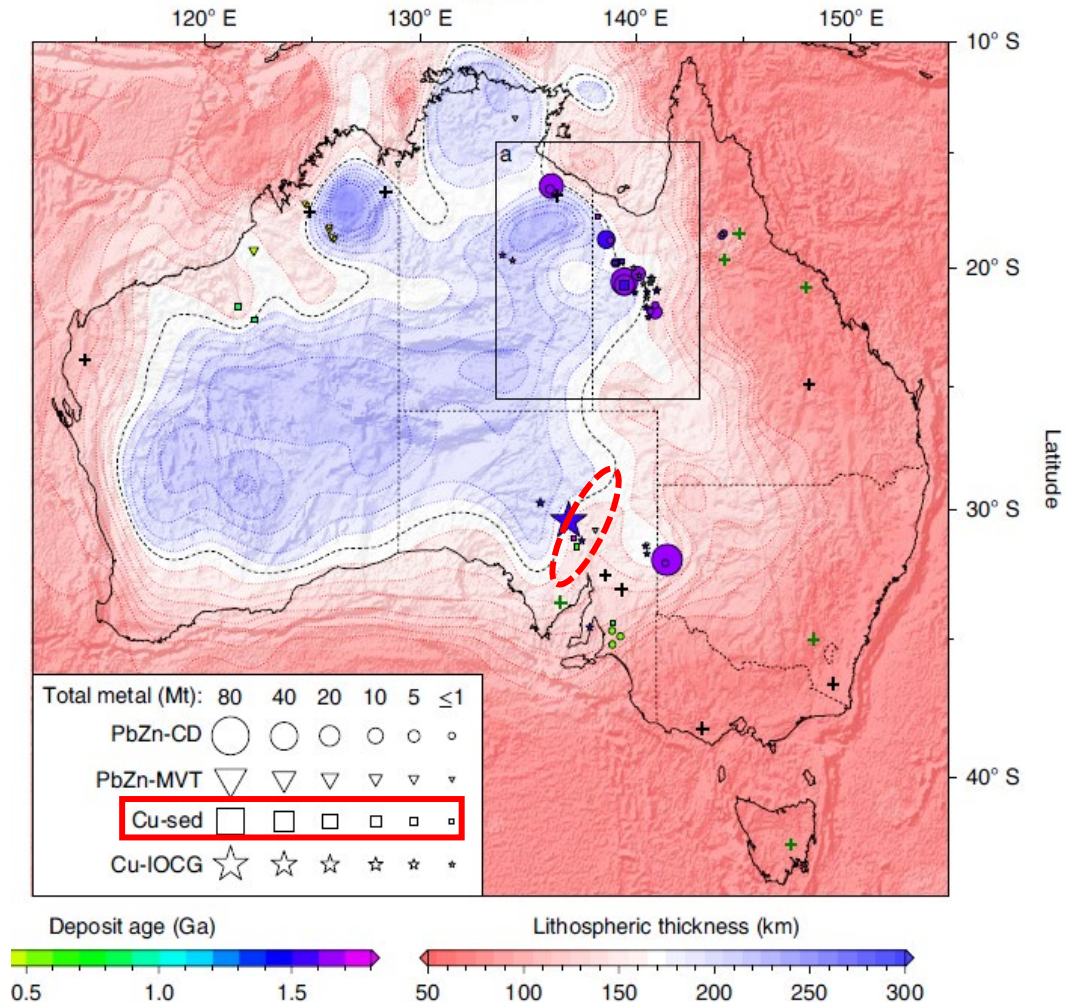 120° E 130° E 140° E 150° E
10° S
a
20° S
30° S
40° S
Latitude
Total metal (Mt): 80 40 20 10 5 ≤1
PbZn-CD
PbZn-MVT
Cu-sed
Cu-IOCG
Deposit age (Ga)
0.5 1.0 1.5
Lithospheric thickness (km)
50 100 150 200 250 300